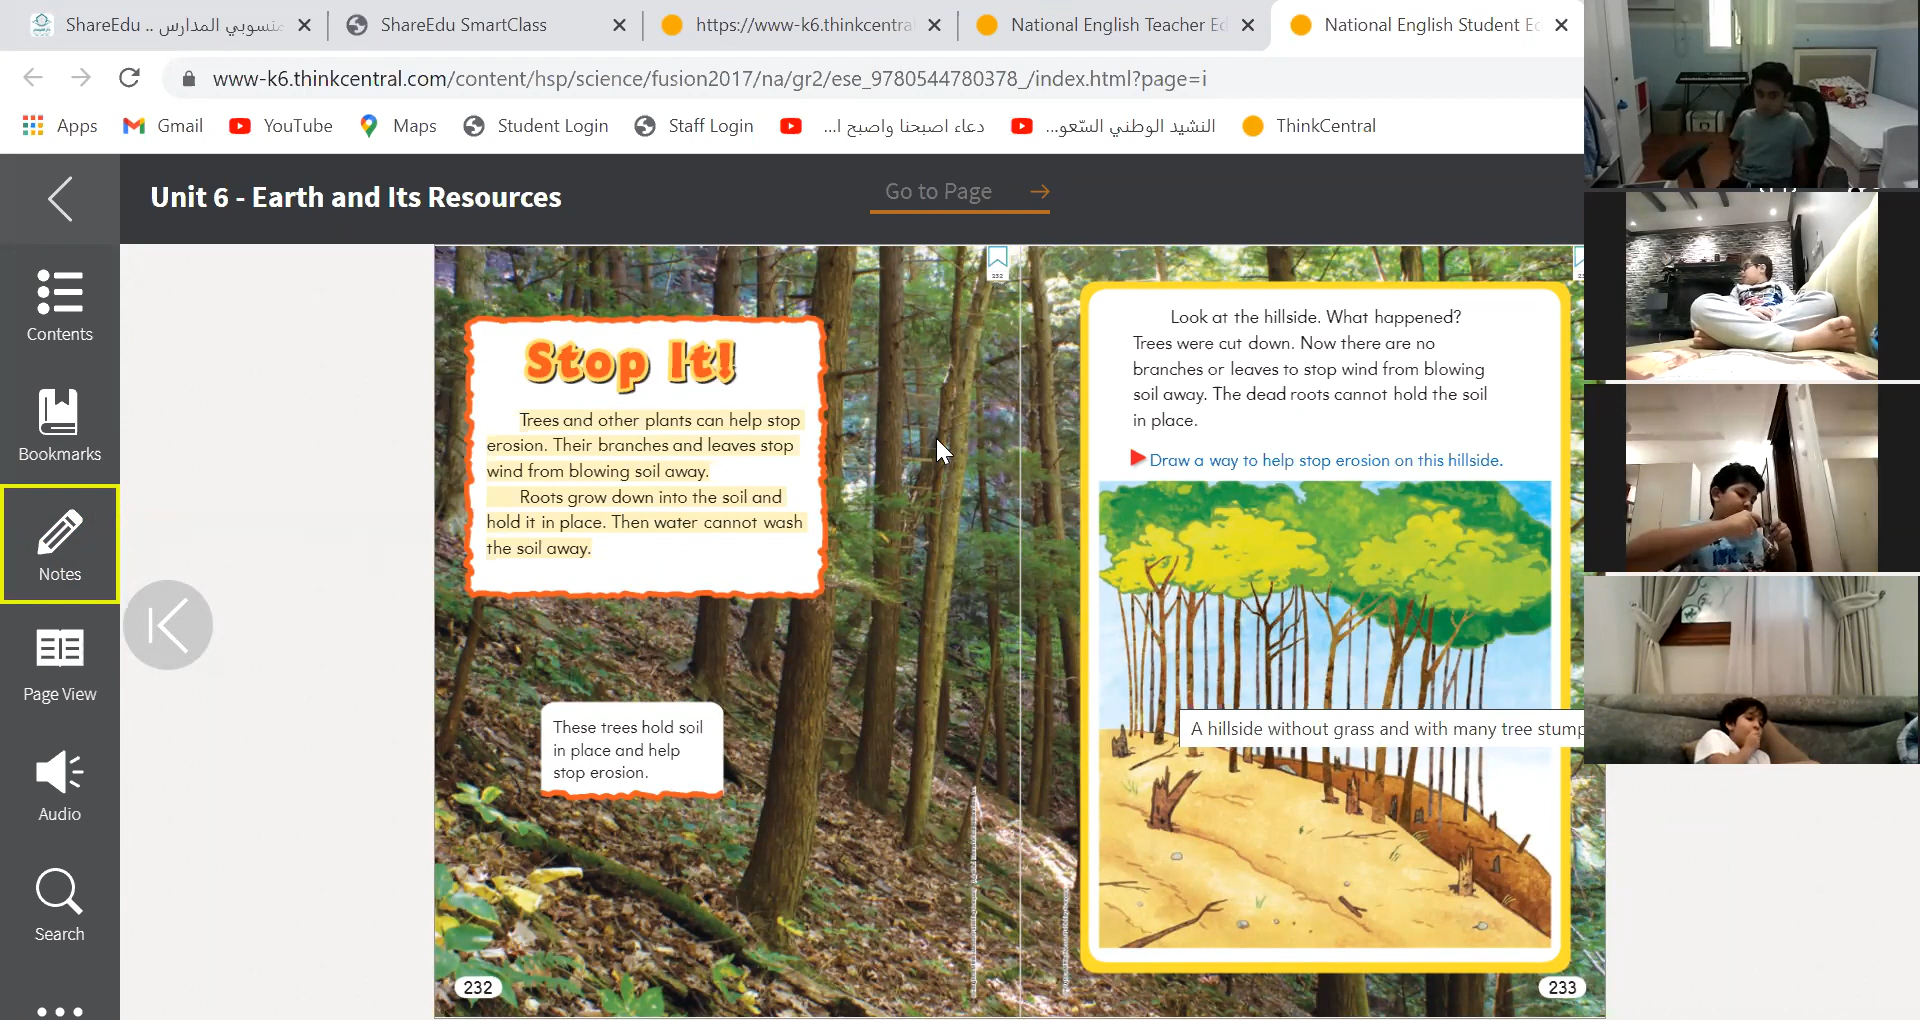 ShareEdu .. منسوبي المدارس
ShareEdu SmartClass
https://www-k6.thinkcentral
National English Teacher Ed
National English Student Ed
www-k6.thinkcentral.com/content/hsp/science/fusion2017/na/gr2/ese_9780544780378_/index.html?page=i
Apps
Gmail
YouTube
Maps
Student Login
Staff Login
دعاء اصبحنا واصبح ا...
النشيد الوطني السّعو...
ThinkCentral
Unit 6 - Earth and Its Resources
Go to Page
Contents
Bookmarks
Notes
Page View
Audio
Search
232
Stop It!
Trees and other plants can help stop
erosion. Their branches and leaves stop
wind from blowing soil away.
Roots grow down into the soil and
hold it in place. Then water cannot wash
the soil away.
These trees hold soil
in place and help
stop erosion.
232
Look at the hillside. What happened?
Trees were cut down. Now there are no
branches or leaves to stop wind from blowing
soil away. The dead roots cannot hold the soil
in place.
Draw a way to help stop erosion on this hillside.
A hillside without grass and with many tree stump
233